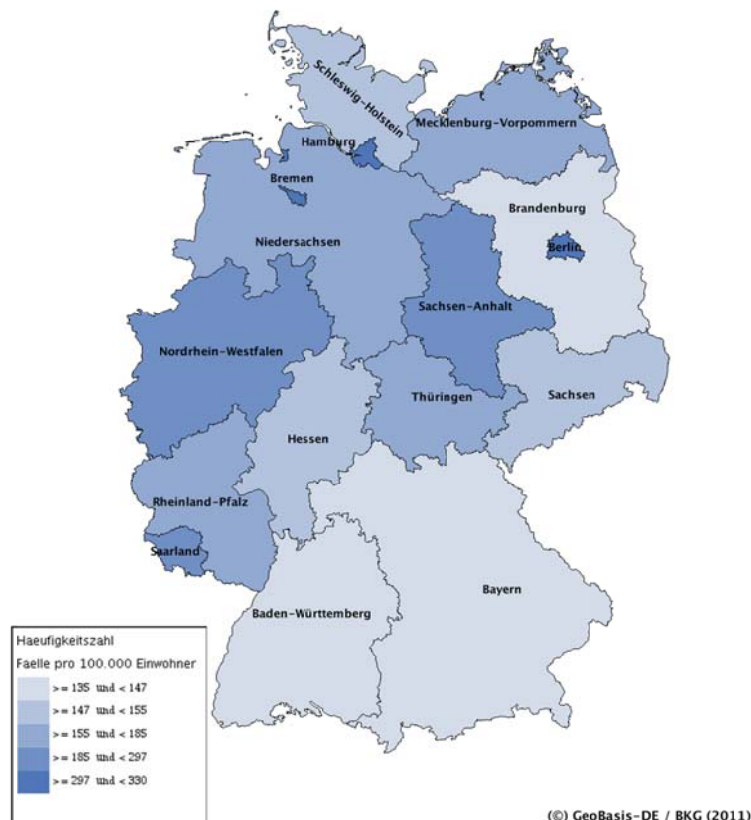 Schleswig-Holstein
Mecklenburg-Vorpommern
Hamburg
Bremen
Brandenburg
Berlin
Niedersachsen
Sachsen-Anhalt
Nordrhein-Westfalen
Thüringen
Sachsen
Hessen
Rheinland-Pfalz
Saarland
Bayern
Baden-Württemberg
Haeufigkeitszahl
Faelle pro 100.000 Einwohner
>= 135 und < 147
>= 147 und < 155
>= 155 und < 185
>= 185 und < 297
>= 297 und < 330
(©) GeoBasis-DE / BKG (2011)